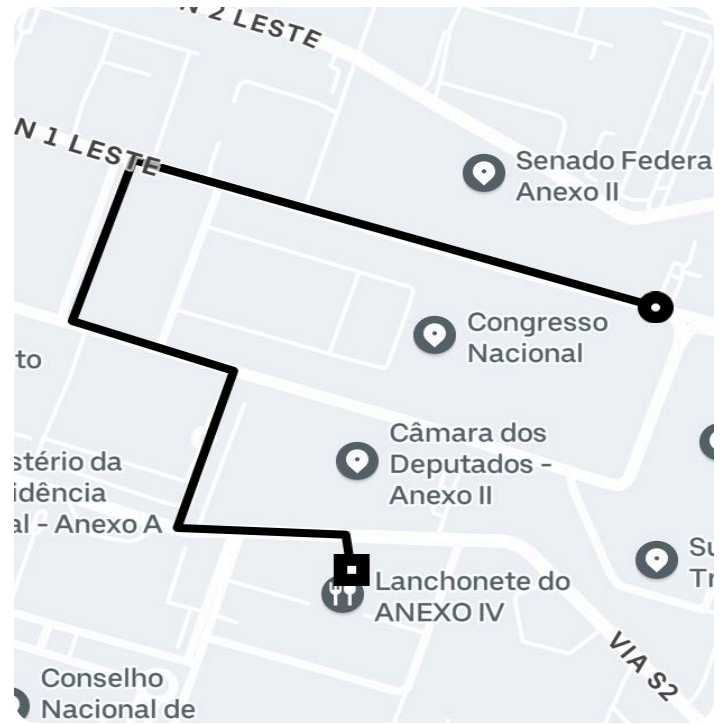 N 2 LESTE
N 1 LESTE
Senado Federa
Anexo II
Congresso
Nacional
to
Câmara dos
Deputados -
Anexo II
stério da
idência
al - Anexo A
Su
Tr
Lanchonete do
ANEXO IV
VIA S2
Conselho
Nacional de